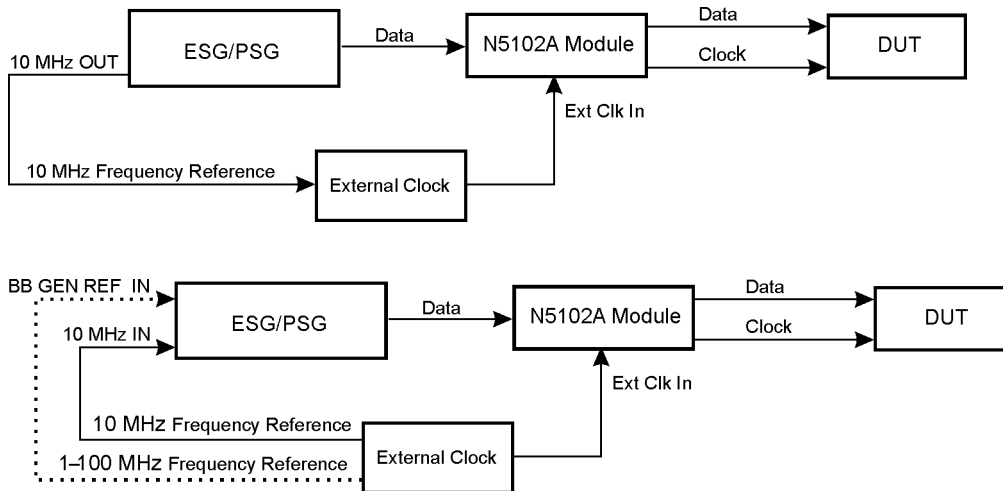 Data
Data
ESG/PSG
N5102A Module
DUT
10 MHz OUT
Clock
Ext Clk In
10 MHz Frequency Reference
External Clock
BB GEN REF IN
Data
Data
ESG/PSG
N5102A Module
DUT
10 MHz IN
Clock
Ext Clk In
10 MHz Frequency Reference
External Clock
1–100 MHz Frequency Reference